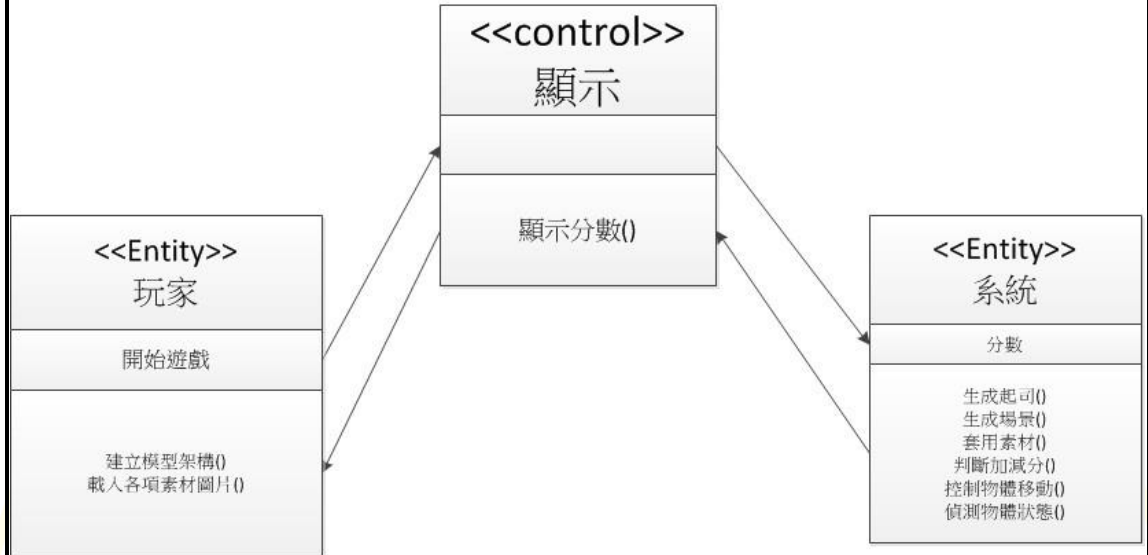 <<control>>
顯示
顯示分數()
<<Entity>>
玩家
開始遊戲
建立模型架構()
載入各項素材圖片()
<<Entity>>
系統
分數
生成起司()
生成場景()
套用素材()
判斷加減分()
控制物體移動()
偵測物體狀態()